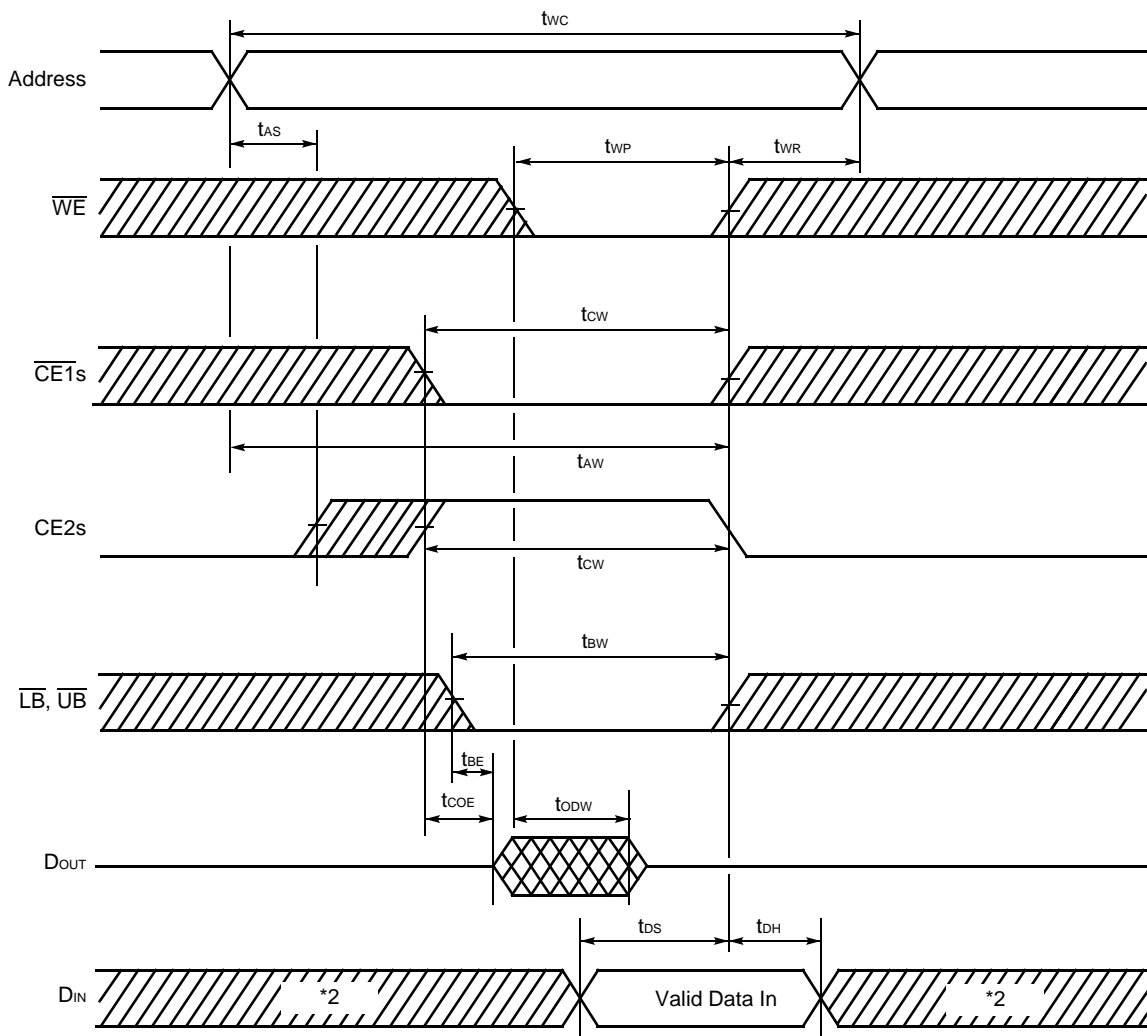 tWC
Address
tAS
tWP
tWR
WE
tCW
CE1s
tAW
CE2s
tCW
tBW
LB, UB
tBE
tCOE
tODW
DOUT
tDS
tDH
DIN
*2
Valid Data In
*2